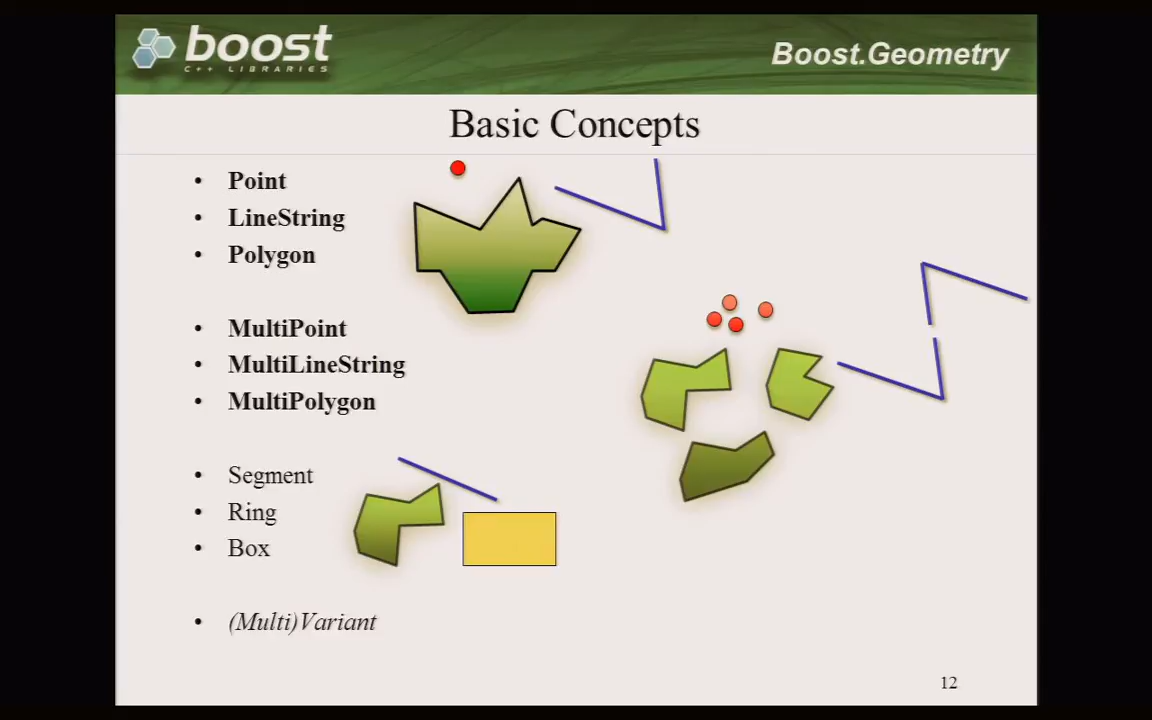 boost
C++ LIBRARIES
Boost.Geometry
Basic Concepts
• Point
• LineString
• Polygon
• MultiPoint
• MultiLineString
• MultiPolygon
• Segment
• Ring
• Box
• (Multi)Variant
12